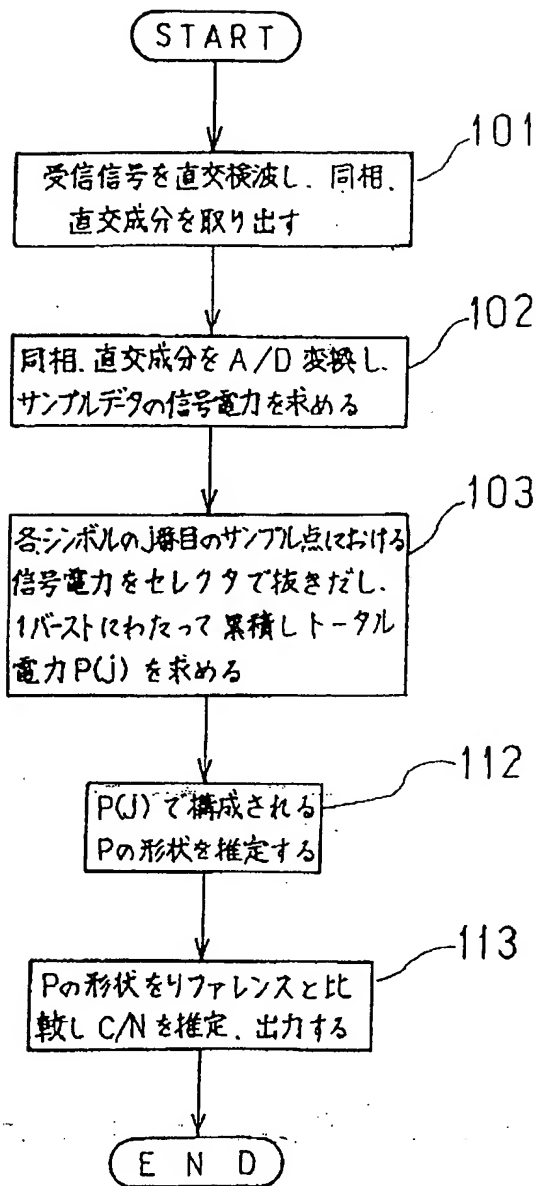 START
101
受信信号を直交検波し、同相、
直交成分を取り出す
102
同相、直交成分をA/D変換し、
サンプルデータの信号電力を求める
103
各シンボルのj番目のサンプル点における
信号電力をセレクタで抜きだし、
1バーストにわたって累積しトータル
電力P(j)を求める
112
P(J)で構成される
Pの形状を推定する
113
Pの形状をリファレンスと比
較しC/Nを推定、出力する
END